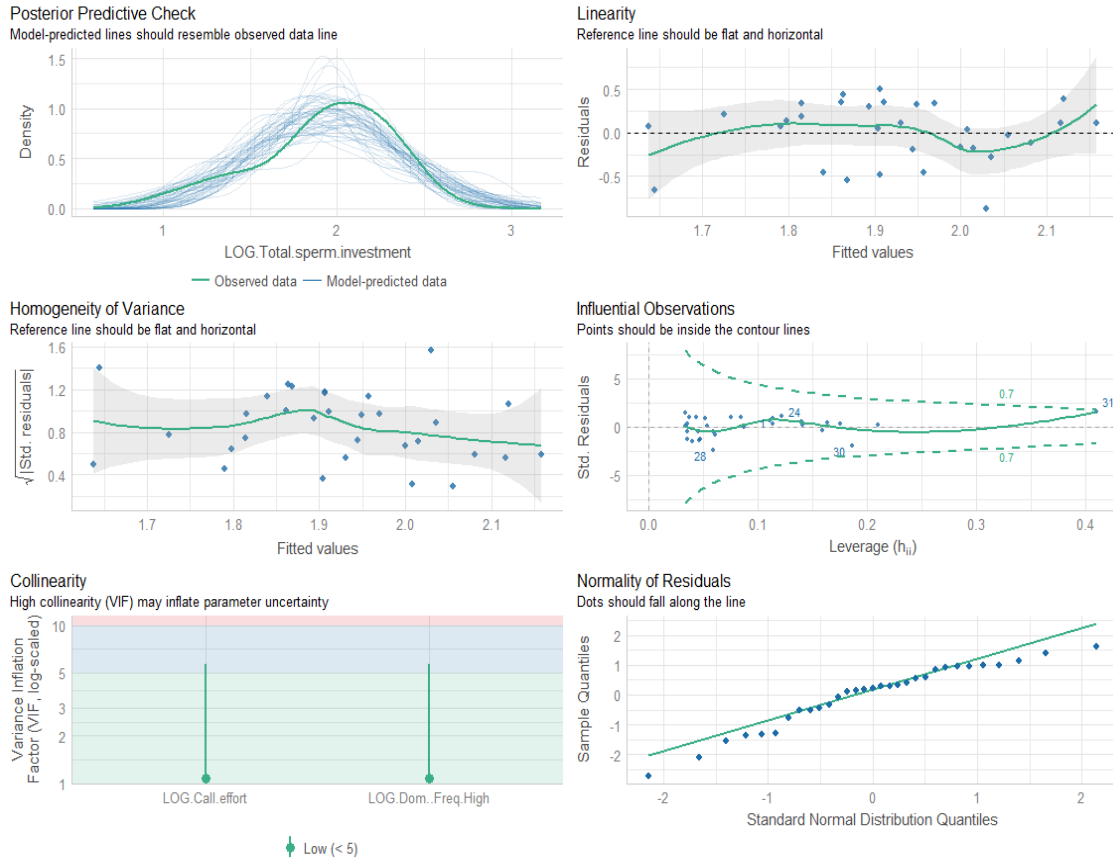 Posterior Predictive Check
Model-predicted lines should resemble observed data line
Density
1.5
1.0
0.5
0.0
1
2
3
LOG.Total.sperm.investment
Observed data
Model-predicted data
Linearity
Reference line should be flat and horizontal
Residuals
0.5
0.0
-0.5
1.7
1.8
1.9
2.0
2.1
Fitted values
Homogeneity of Variance
Reference line should be flat and horizontal
√|Std. residuals|
1.6
1.2
0.8
0.4
1.7
1.8
1.9
2.0
2.1
Fitted values
Influential Observations
Points should be inside the contour lines
Std. Residuals
5
0
-5
0.7
31
24
28
30
0.7
0.0
0.1
0.2
0.3
0.4
Leverage (hii)
Collinearity
High collinearity (VIF) may inflate parameter uncertainty
Variance Inflation
Factor (VIF, log-scaled)
10
5
3
2
1
LOG.Call.effort
LOG.Dom..Freq.High
Low (< 5)
Normality of Residuals
Dots should fall along the line
Sample Quantiles
2
1
0
-1
-2
-2
-1
0
1
2
Standard Normal Distribution Quantiles